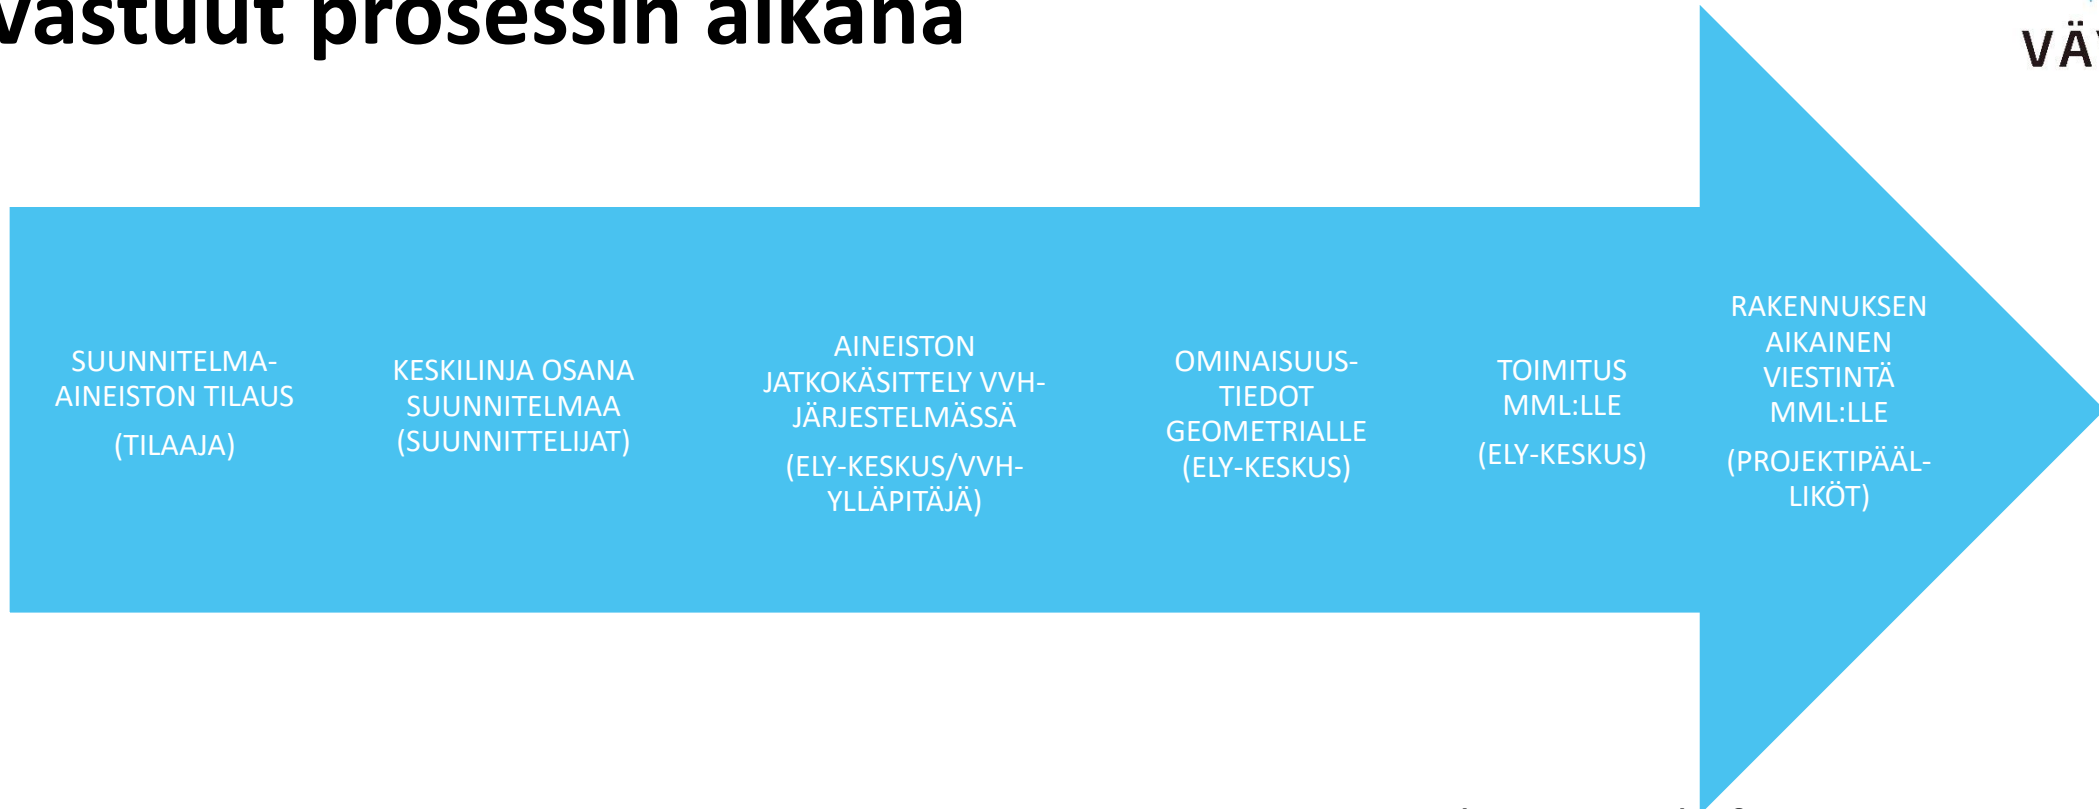 vastuut prosessin aikana
SUUNNITELMA-
AINEISTON TILAUS
(TILAAJA)
KESKILINJA OSANA
SUUNNITELMAA
(SUUNNITTELIJAT)
AINEISTON
JATKOKÄSITTELY VVH-
JÄRJESTELMÄSSÄ
(ELY-KESKUS/VVH-
YLLÄPITÄJÄ)
OMINAISUUS-
TIEDOT
GEOMETRIALLE
(ELY-KESKUS)
TOIMITUS
MML:LLE
(ELY-KESKUS)
RAKENNUKSEN
AIKAINEN
VIESTINTÄ
MML:LLE
(PROJEKTIPÄÄL-
LIKÖT)